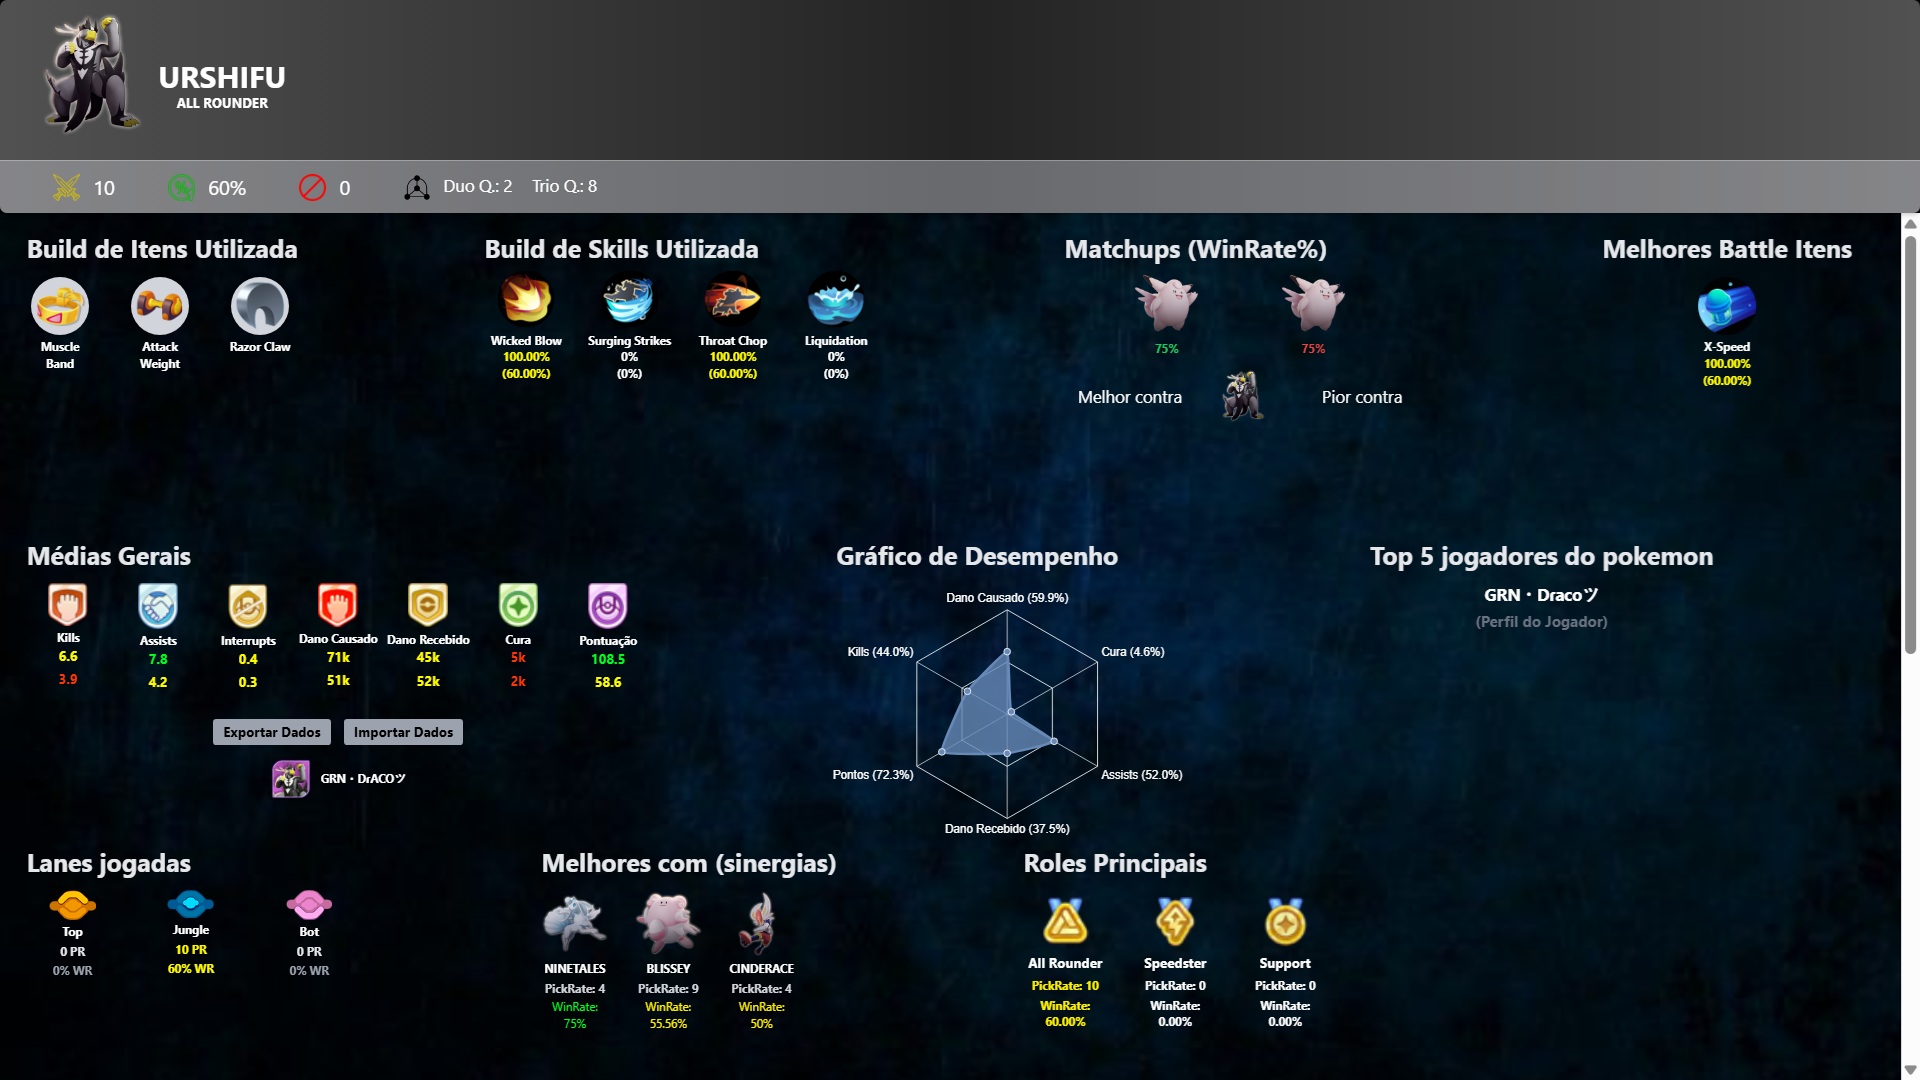 URSHIFU
ALL ROUNDER
10
60%
0
Duo Q.: 2
Trio Q.: 8
Build de Itens Utilizada
Muscle
Band
Attack
Weight
Razor Claw
Build de Skills Utilizada
Wicked Blow
100.00%
(60.00%)
Surging Strikes
0%
(0%)
Throat Chop
100.00%
(60.00%)
Liquidation
0%
(0%)
Matchups (WinRate%)
75%
75%
Melhor contra
Pior contra
Melhores Battle Itens
X-Speed
100.00%
(60.00%)
Médias Gerais
Kills
6.6
3.9
Assists
7.8
4.2
Interrupts
0.4
0.3
Dano Causado
71k
51k
Dano Recebido
45k
52k
Cura
5k
2k
Pontuação
108.5
58.6
Exportar Dados
Importar Dados
GRN・DrACOツ
Gráfico de Desempenho
Dano Causado (59.9%)
Kills (44.0%)
Cura (4.6%)
Pontos (72.3%)
Assists (52.0%)
Dano Recebido (37.5%)
Top 5 jogadores do pokemon
GRN・Dracoツ
(Perfil do Jogador)
Lanes jogadas
Top
0 PR
0% WR
Jungle
10 PR
60% WR
Bot
0 PR
0% WR
Melhores com (sinergias)
NINETALES
PickRate: 4
WinRate:
75%
BLISSEY
PickRate: 9
WinRate:
55.56%
CINDERACE
PickRate: 4
WinRate:
50%
Roles Principais
All Rounder
PickRate: 10
WinRate:
60.00%
Speedster
PickRate: 0
WinRate:
0.00%
Support
PickRate: 0
WinRate:
0.00%